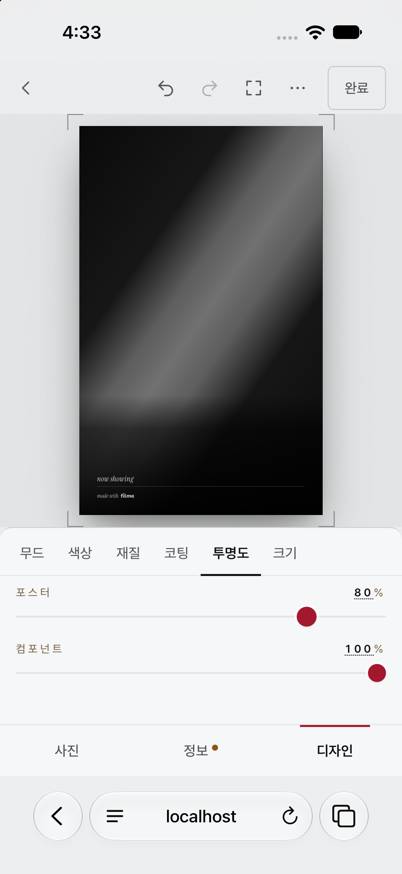 4:33
완료
now showing
made with filmo
무드 색상 재질 코팅 투명도 크기
포스터 80%
컴포넌트 100%
사진 정보 디자인
localhost